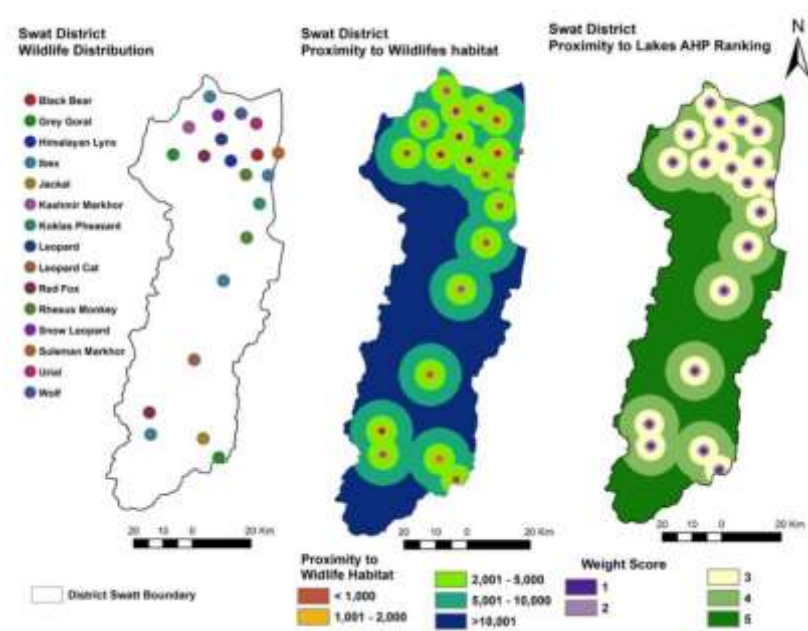 Swat District
Wildlife Distribution
Black Bear
Grey Goral
Himalayan Lynx
Ibex
Jackal
Kashmir Markhor
Koklas Pheasant
Leopard
Leopard Cat
Red Fox
Rhesus Monkey
Snow Leopard
Suleman Markhor
Urial
Wolf
20 10 0 20 Km
District Swatt Boundary
Swat District
Proximity to Wildlifes habitat
20 10 0 20 Km
Proximity to
Widlife Habitat
< 1,000
1,001 - 2,000
2,001 - 5,000
5,001 - 10,000
>10,001
Swat District
Proximity to Lakes AHP Ranking
N
20 10 0 20 Km
Weight Score
1
2
3
4
5